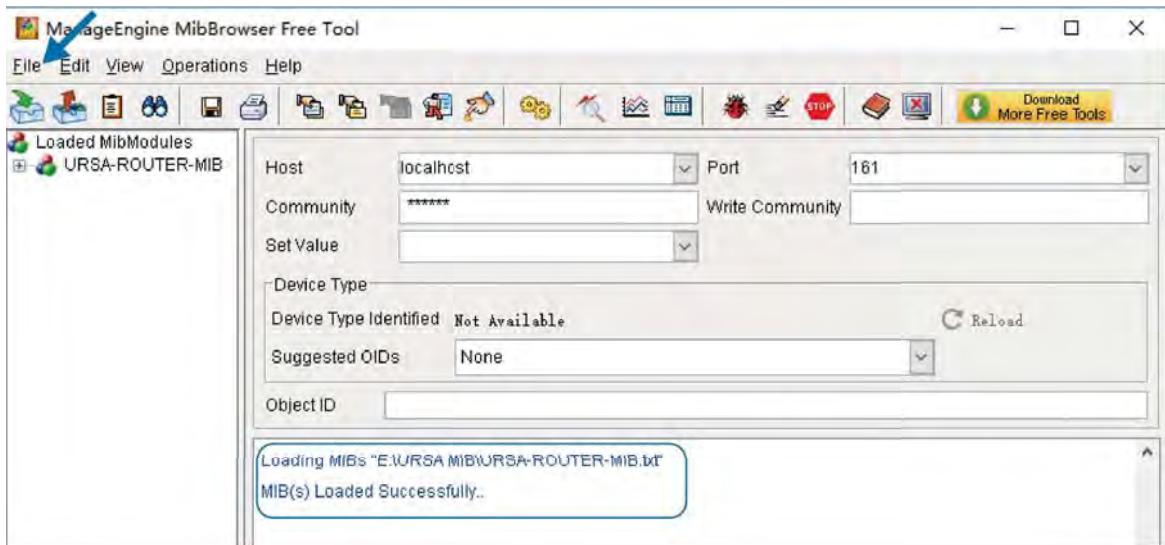 ManageEngine MibBrowser Free Tool
File Edit View Operations Help
STOP
Download
More Free Tools
Loaded MibModules
URSA-ROUTER-MIB
Host localhost Port 161
Community ****** Write Community
Set Value
Device Type
Device Type Identified Not Available Reload
Suggested OIDs None
Object ID
Loading MIBs "E:\URSA MIB\URSA-ROUTER-MIB.txt"
MIB(s) Loaded Successfully..